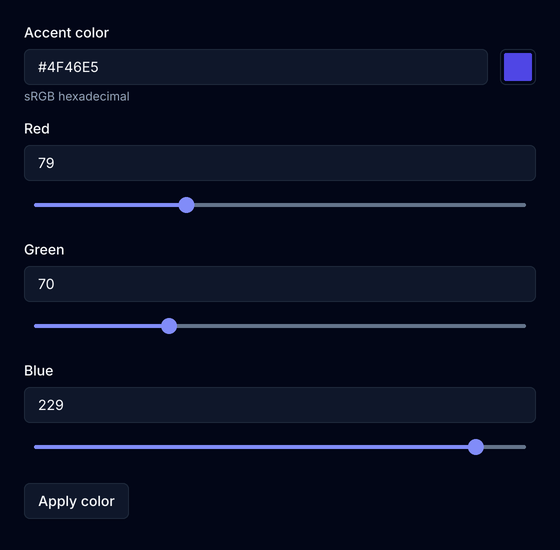 Accent color
#4F46E5
sRGB hexadecimal
Red
79
Green
70
Blue
229
Apply color